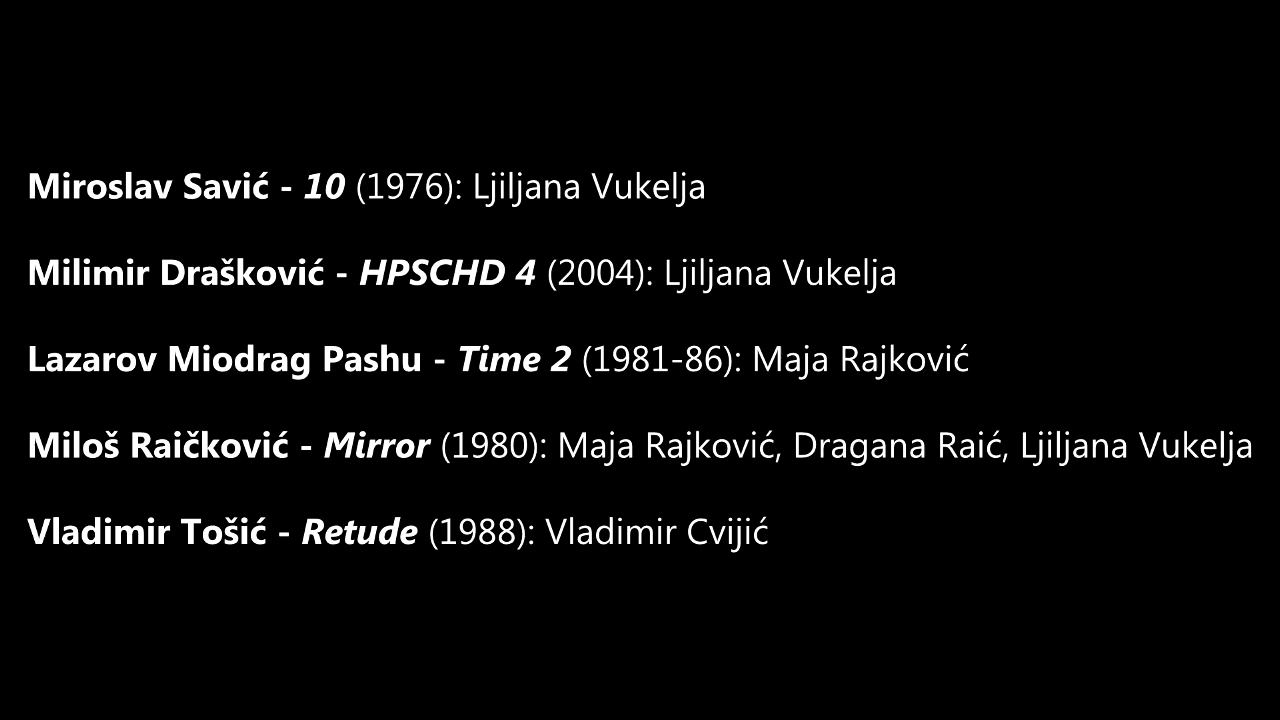 Miroslav Savić - 10 (1976): Ljiljana Vukelja
Milimir Drašković - HPSCHD 4 (2004): Ljiljana Vukelja
Lazarov Miodrag Pashu - Time 2 (1981-86): Maja Rajković
Miloš Raičković - Mirror (1980): Maja Rajković, Dragana Raić, Ljiljana Vukelja
Vladimir Tošić - Retude (1988): Vladimir Cvijić